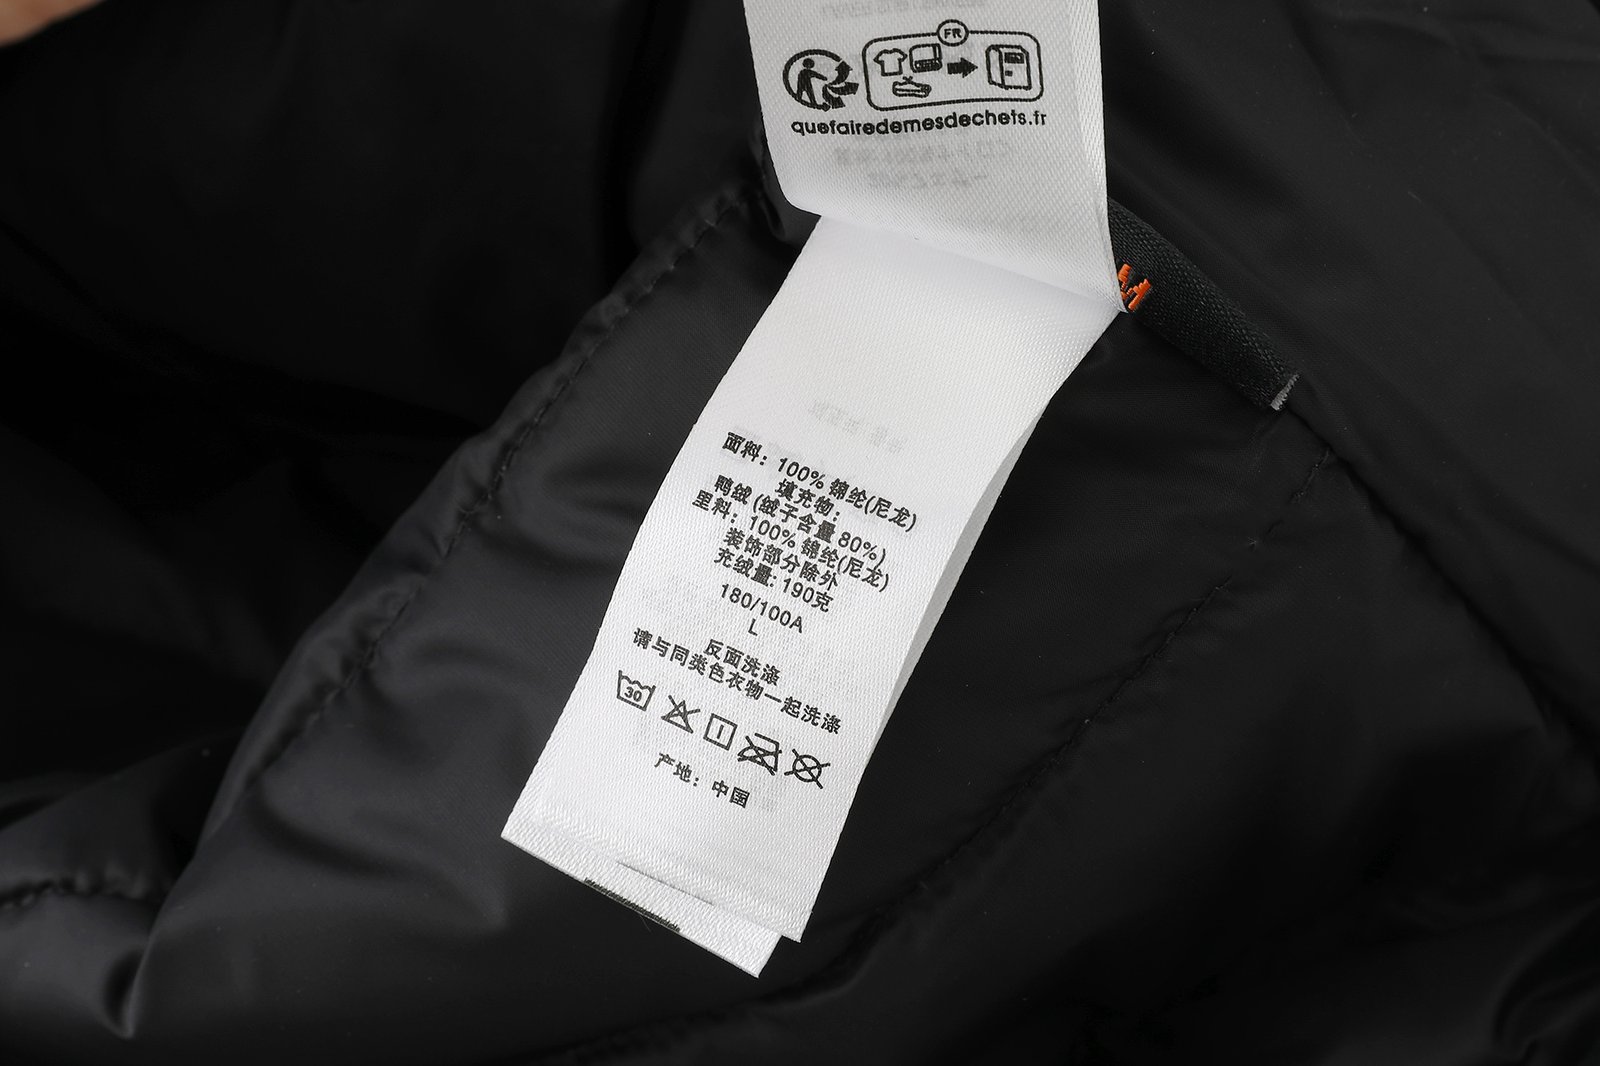 FR
quefairedemesdechets.fr
面料：100% 锦纶(尼龙)
填充物：
鸭绒 (绒子含量 80%)
里料：100% 锦纶(尼龙)
装饰部分除外
充绒量: 190克
180/100A
L
反面洗涤
请与同类色衣物一起洗涤
30
产地：中国